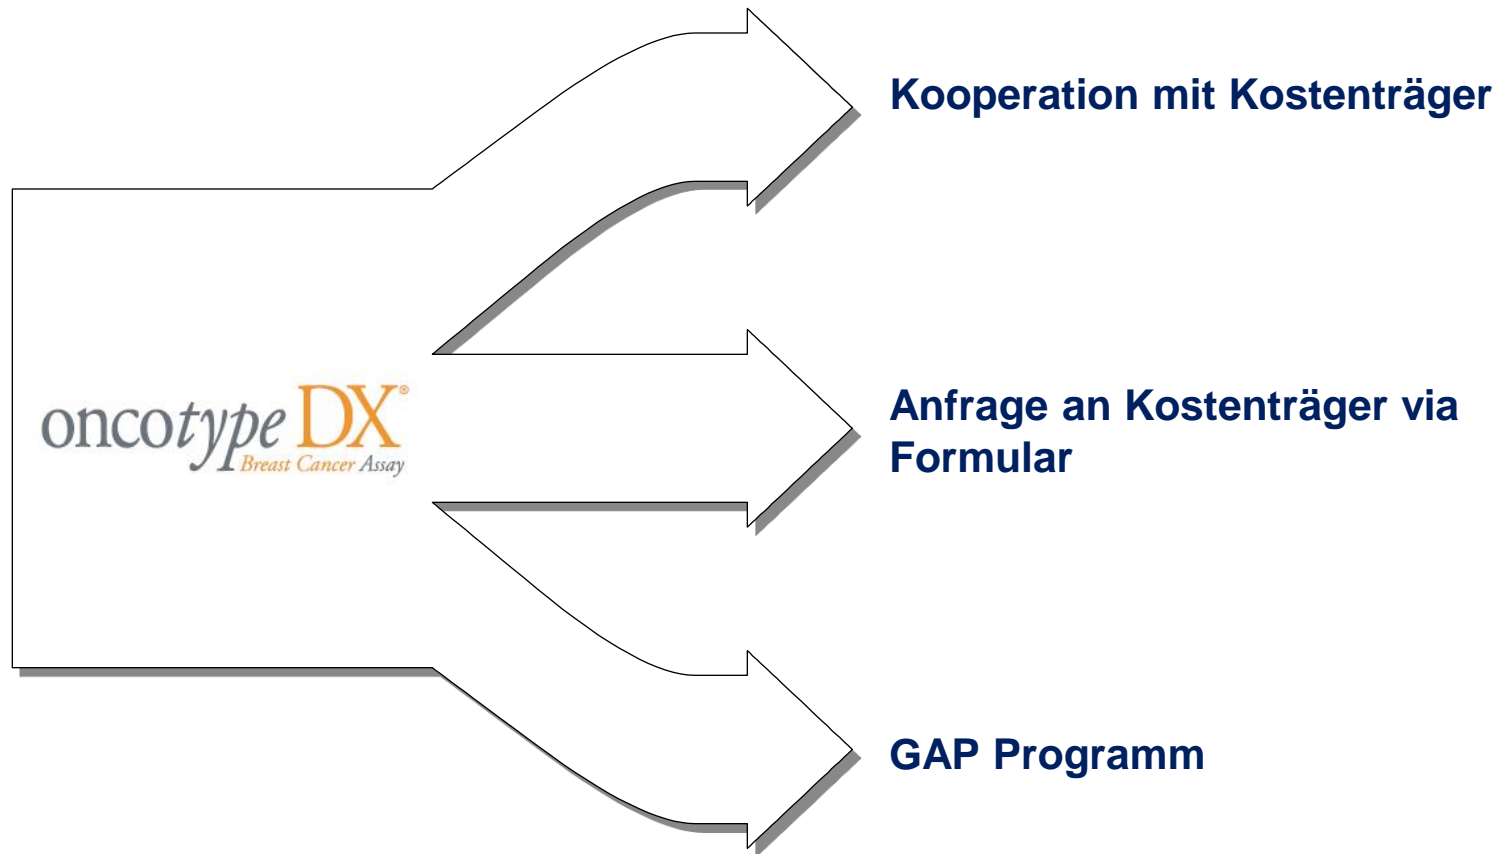 Kooperation mit Kostenträger
oncotype DX®
Breast Cancer Assay
Anfrage an Kostenträger via
Formular
GAP Programm